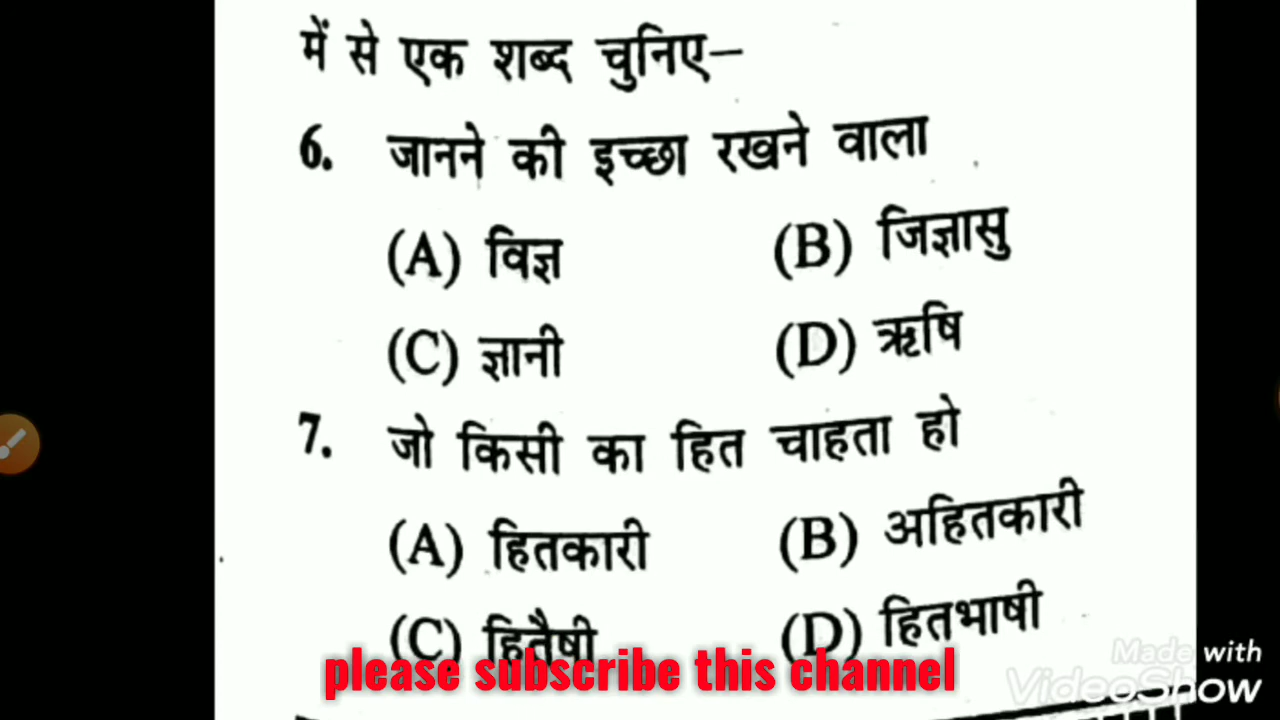 में से एक शब्द चुनिए–
6. जानने की इच्छा रखने वाला
(A) विज्ञ (B) जिज्ञासु
(C) ज्ञानी (D) ऋषि
7. जो किसी का हित चाहता हो
(A) हितकारी (B) अहितकारी
(C) हितैषी (D) हितभाषी
please subscribe this channel
Made with
VideoShow